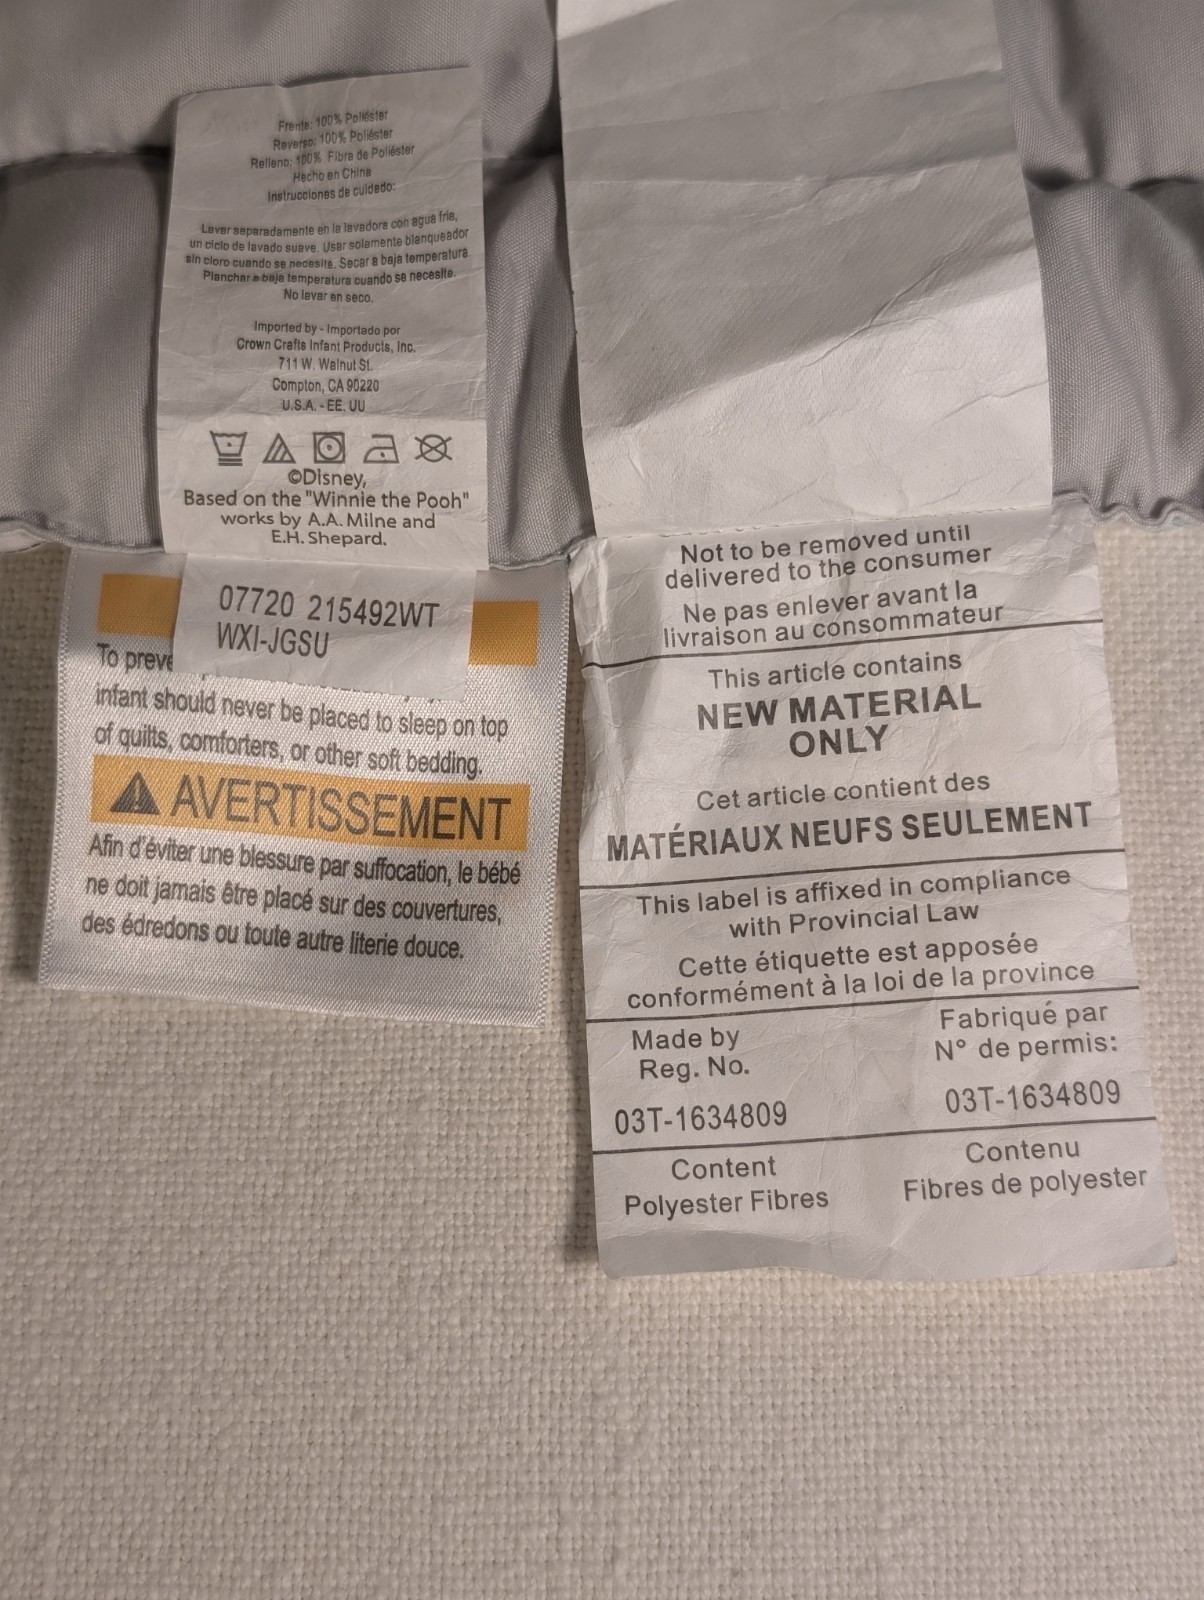 Frente: 100% Poliéster
Reverso: 100% Poliéster
Relleno: 100% Fibra de Poliéster
Hecho en China
Instrucciones de cuidado:
Lavar separadamente en la lavadora con agua fría,
un ciclo de lavado suave. Usar solamente blanqueador
sin cloro cuando se necesite. Secar a baja temperatura.
Planchar a baja temperatura cuando se necesite.
No lavar en seco.
Imported by - Importado por
Crown Crafts Infant Products, Inc.
711 W. Walnut St.
Compton, CA 90220
U.S.A. - EE. UU
©Disney,
Based on the "Winnie the Pooh"
works by A.A. Milne and
E.H. Shepard.
07720 215492WT
WXI-JGSU
To
infant should never be placed to sleep on top
of quilts, comforters, or other soft bedding.
AVERTISSEMENT
Afin d'éviter une blessure par suffocation, le bébé
ne doit jamais être placé sur des couvertures,
des édredons ou toute autre literie douce.
Not to be removed until
delivered to the consumer
Ne pas enlever avant la
livraison au consommateur
This article contains
NEW MATERIAL
ONLY
Cet article contient des
MATÉRIAUX NEUFS SEULEMENT
This label is affixed in compliance
with Provincial Law
Cette étiquette est apposée
conformément à la loi de la province
Made by
Reg. No.
03T-1634809
Fabriqué par
N° de permis:
03T-1634809
Content
Polyester Fibres
Contenu
Fibres de polyester